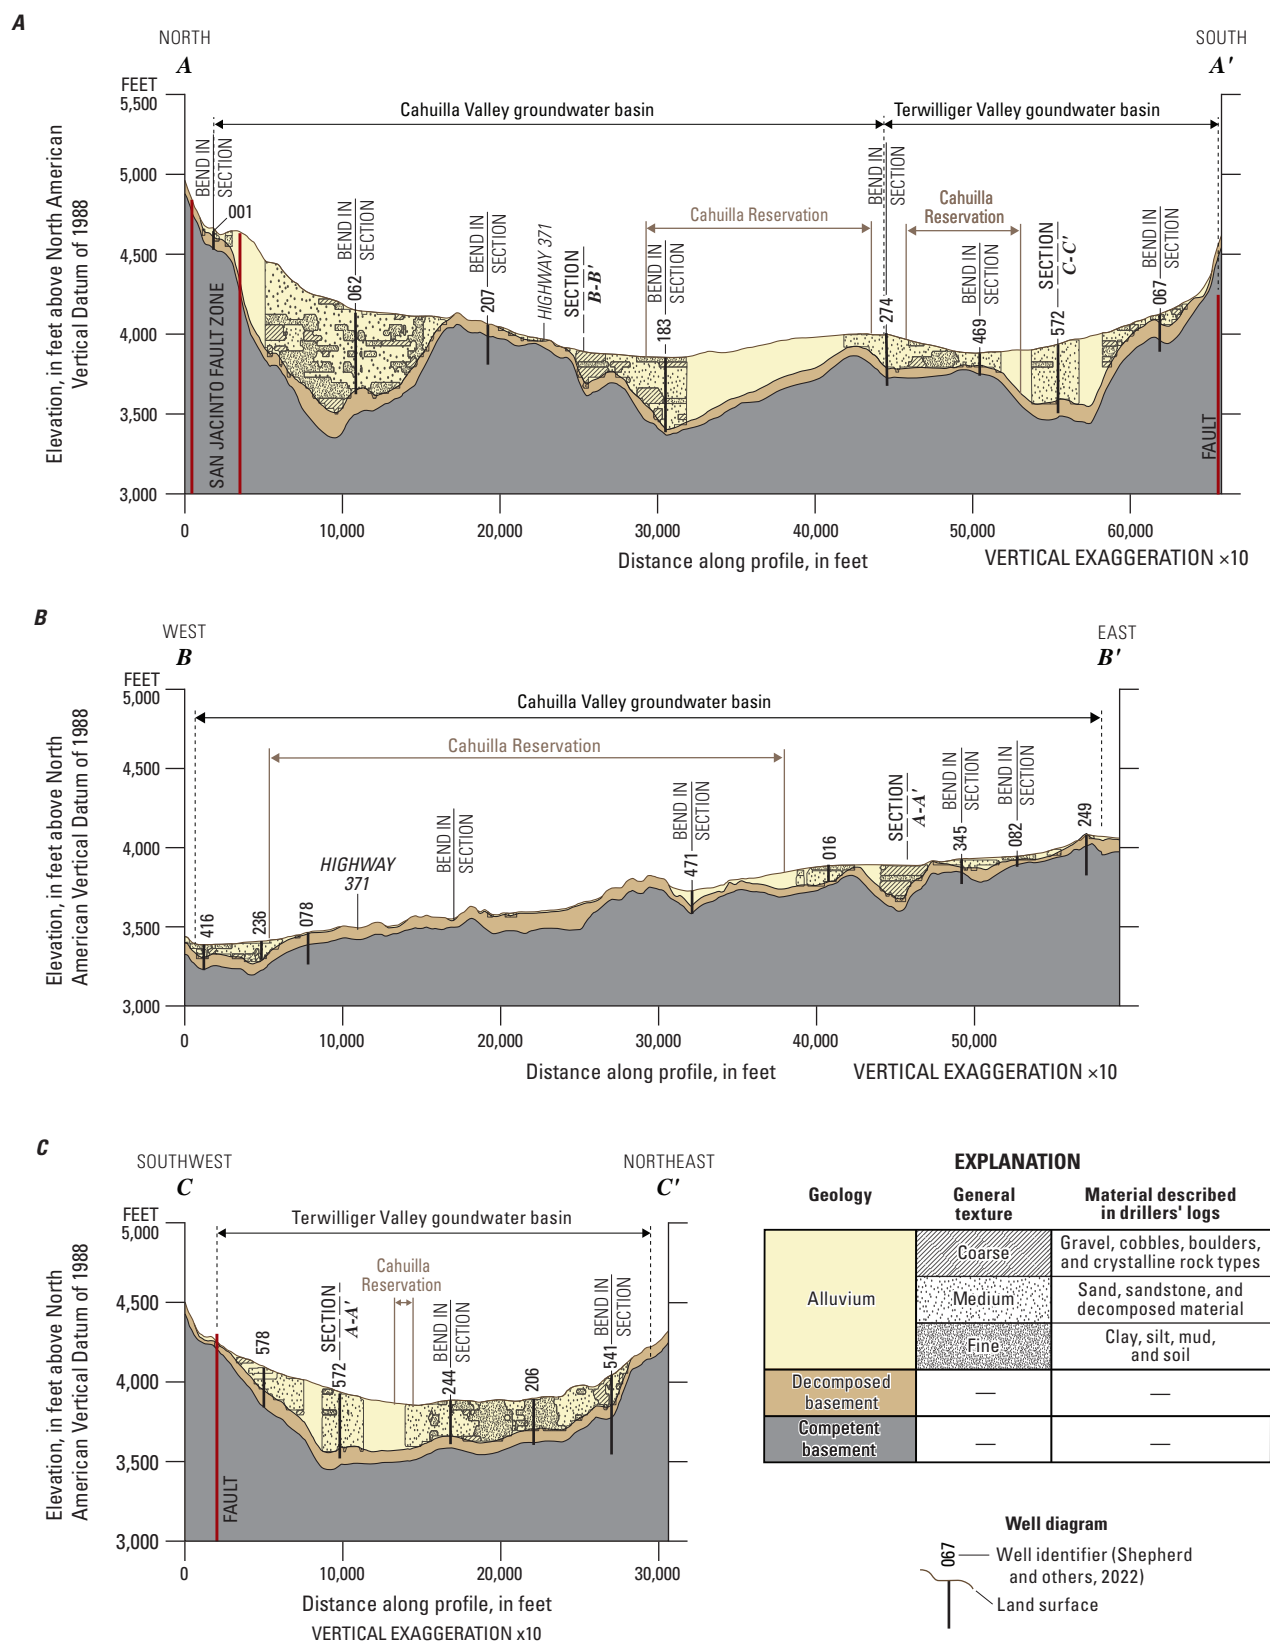 A
NORTH
A
SOUTH
A′
FEET
5,500
5,000
4,500
4,000
3,500
3,000
Elevation, in feet above North American
Vertical Datum of 1988
Cahuilla Valley groundwater basin
Terwilliger Valley goundwater basin
BEND IN
SECTION
001
BEND IN
SECTION
062
BEND IN
SECTION
207
HIGHWAY 371
SECTION
B-B′
Cahuilla Reservation
BEND IN
SECTION
183
BEND IN
SECTION
274
Cahuilla
Reservation
BEND IN
SECTION
469
SECTION
C-C′
572
BEND IN
SECTION
067
SAN JACINTO FAULT ZONE
FAULT
0
10,000
20,000
30,000
40,000
50,000
60,000
Distance along profile, in feet
VERTICAL EXAGGERATION ×10
B
WEST
B
EAST
B′
FEET
5,000
4,500
4,000
3,500
3,000
Elevation, in feet above North
American Vertical Datum of 1988
Cahuilla Valley groundwater basin
Cahuilla Reservation
416
236
078
HIGHWAY
371
BEND IN
SECTION
BEND IN
SECTION
471
016
SECTION
A-A′
BEND IN
SECTION
345
BEND IN
SECTION
082
249
0
10,000
20,000
30,000
40,000
50,000
Distance along profile, in feet
VERTICAL EXAGGERATION ×10
C
SOUTHWEST
C
NORTHEAST
C′
FEET
5,000
4,500
4,000
3,500
3,000
Elevation, in feet above North
American Vertical Datum of 1988
Terwilliger Valley goundwater basin
Cahuilla
Reservation
578
SECTION
A-A′
572
BEND IN
SECTION
244
206
BEND IN
SECTION
541
FAULT
0
10,000
20,000
30,000
Distance along profile, in feet
VERTICAL EXAGGERATION x10
EXPLANATION
Geology
General
texture
Material described
in drillers' logs
Alluvium
Coarse
Gravel, cobbles, boulders,
and crystalline rock types
Medium
Sand, sandstone, and
decomposed material
Fine
Clay, silt, mud,
and soil
Decomposed
basement
—
—
Competent
basement
—
—
Well diagram
067
Well identifier (Shepherd
and others, 2022)
Land surface